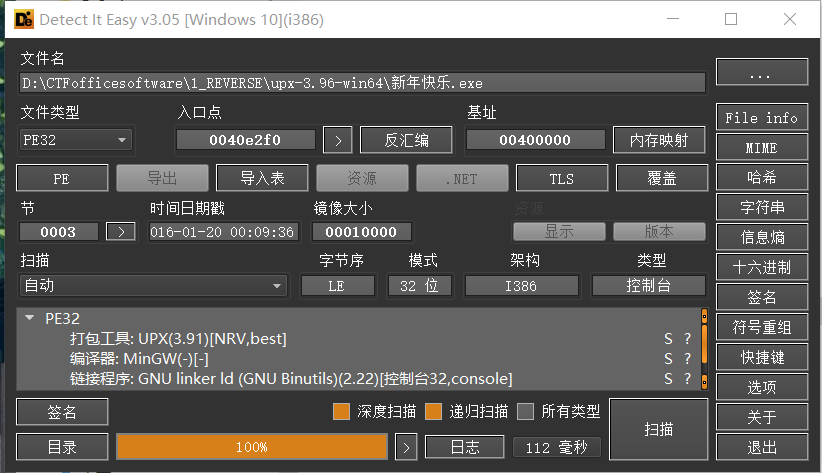 Detect It Easy v3.05 [Windows 10](i386)
文件名
D:\CTFofficesoftware\1_REVERSE\upx-3.96-win64\新年快乐.exe
...
文件类型 入口点 基址
PE32 0040e2f0 > 反汇编 00400000 内存映射
File info
MIME
PE 导出 导入表 资源 .NET TLS 覆盖
哈希
节 时间日期戳 镜像大小 资源
字符串
0003 > 016-01-20 00:09:36 00010000 显示 版本
信息熵
扫描 字节序 模式 架构 类型
自动 LE 32 位 I386 控制台
十六进制
签名
PE32
符号重组
打包工具: UPX(3.91)[NRV,best] S ?
编译器: MinGW(-)[-] S ?
快捷键
链接程序: GNU linker ld (GNU Binutils)(2.22)[控制台32,console] S ?
选项
签名 深度扫描 递归扫描 所有类型 扫描
关于
目录 100% > 日志 112 毫秒
退出